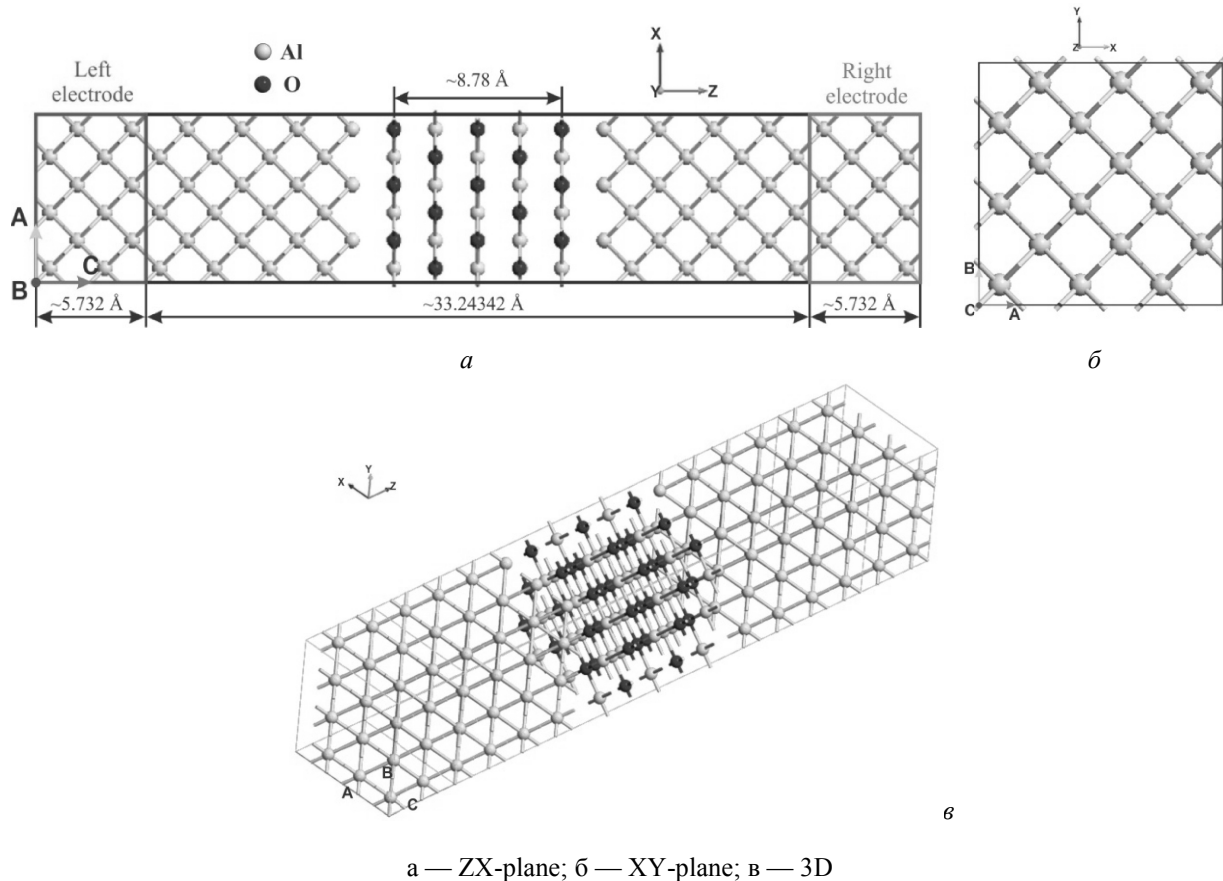 Al
O
Left
electrode
~8.78 Å
X
Y
Z
Right
electrode
A
B
C
~5.732 Å
~33.24342 Å
~5.732 Å
а
Y
Z
X
B
C
A
б
X
Y
Z
B
A
C
в
а — ZX-plane; б — XY-plane; в — 3D